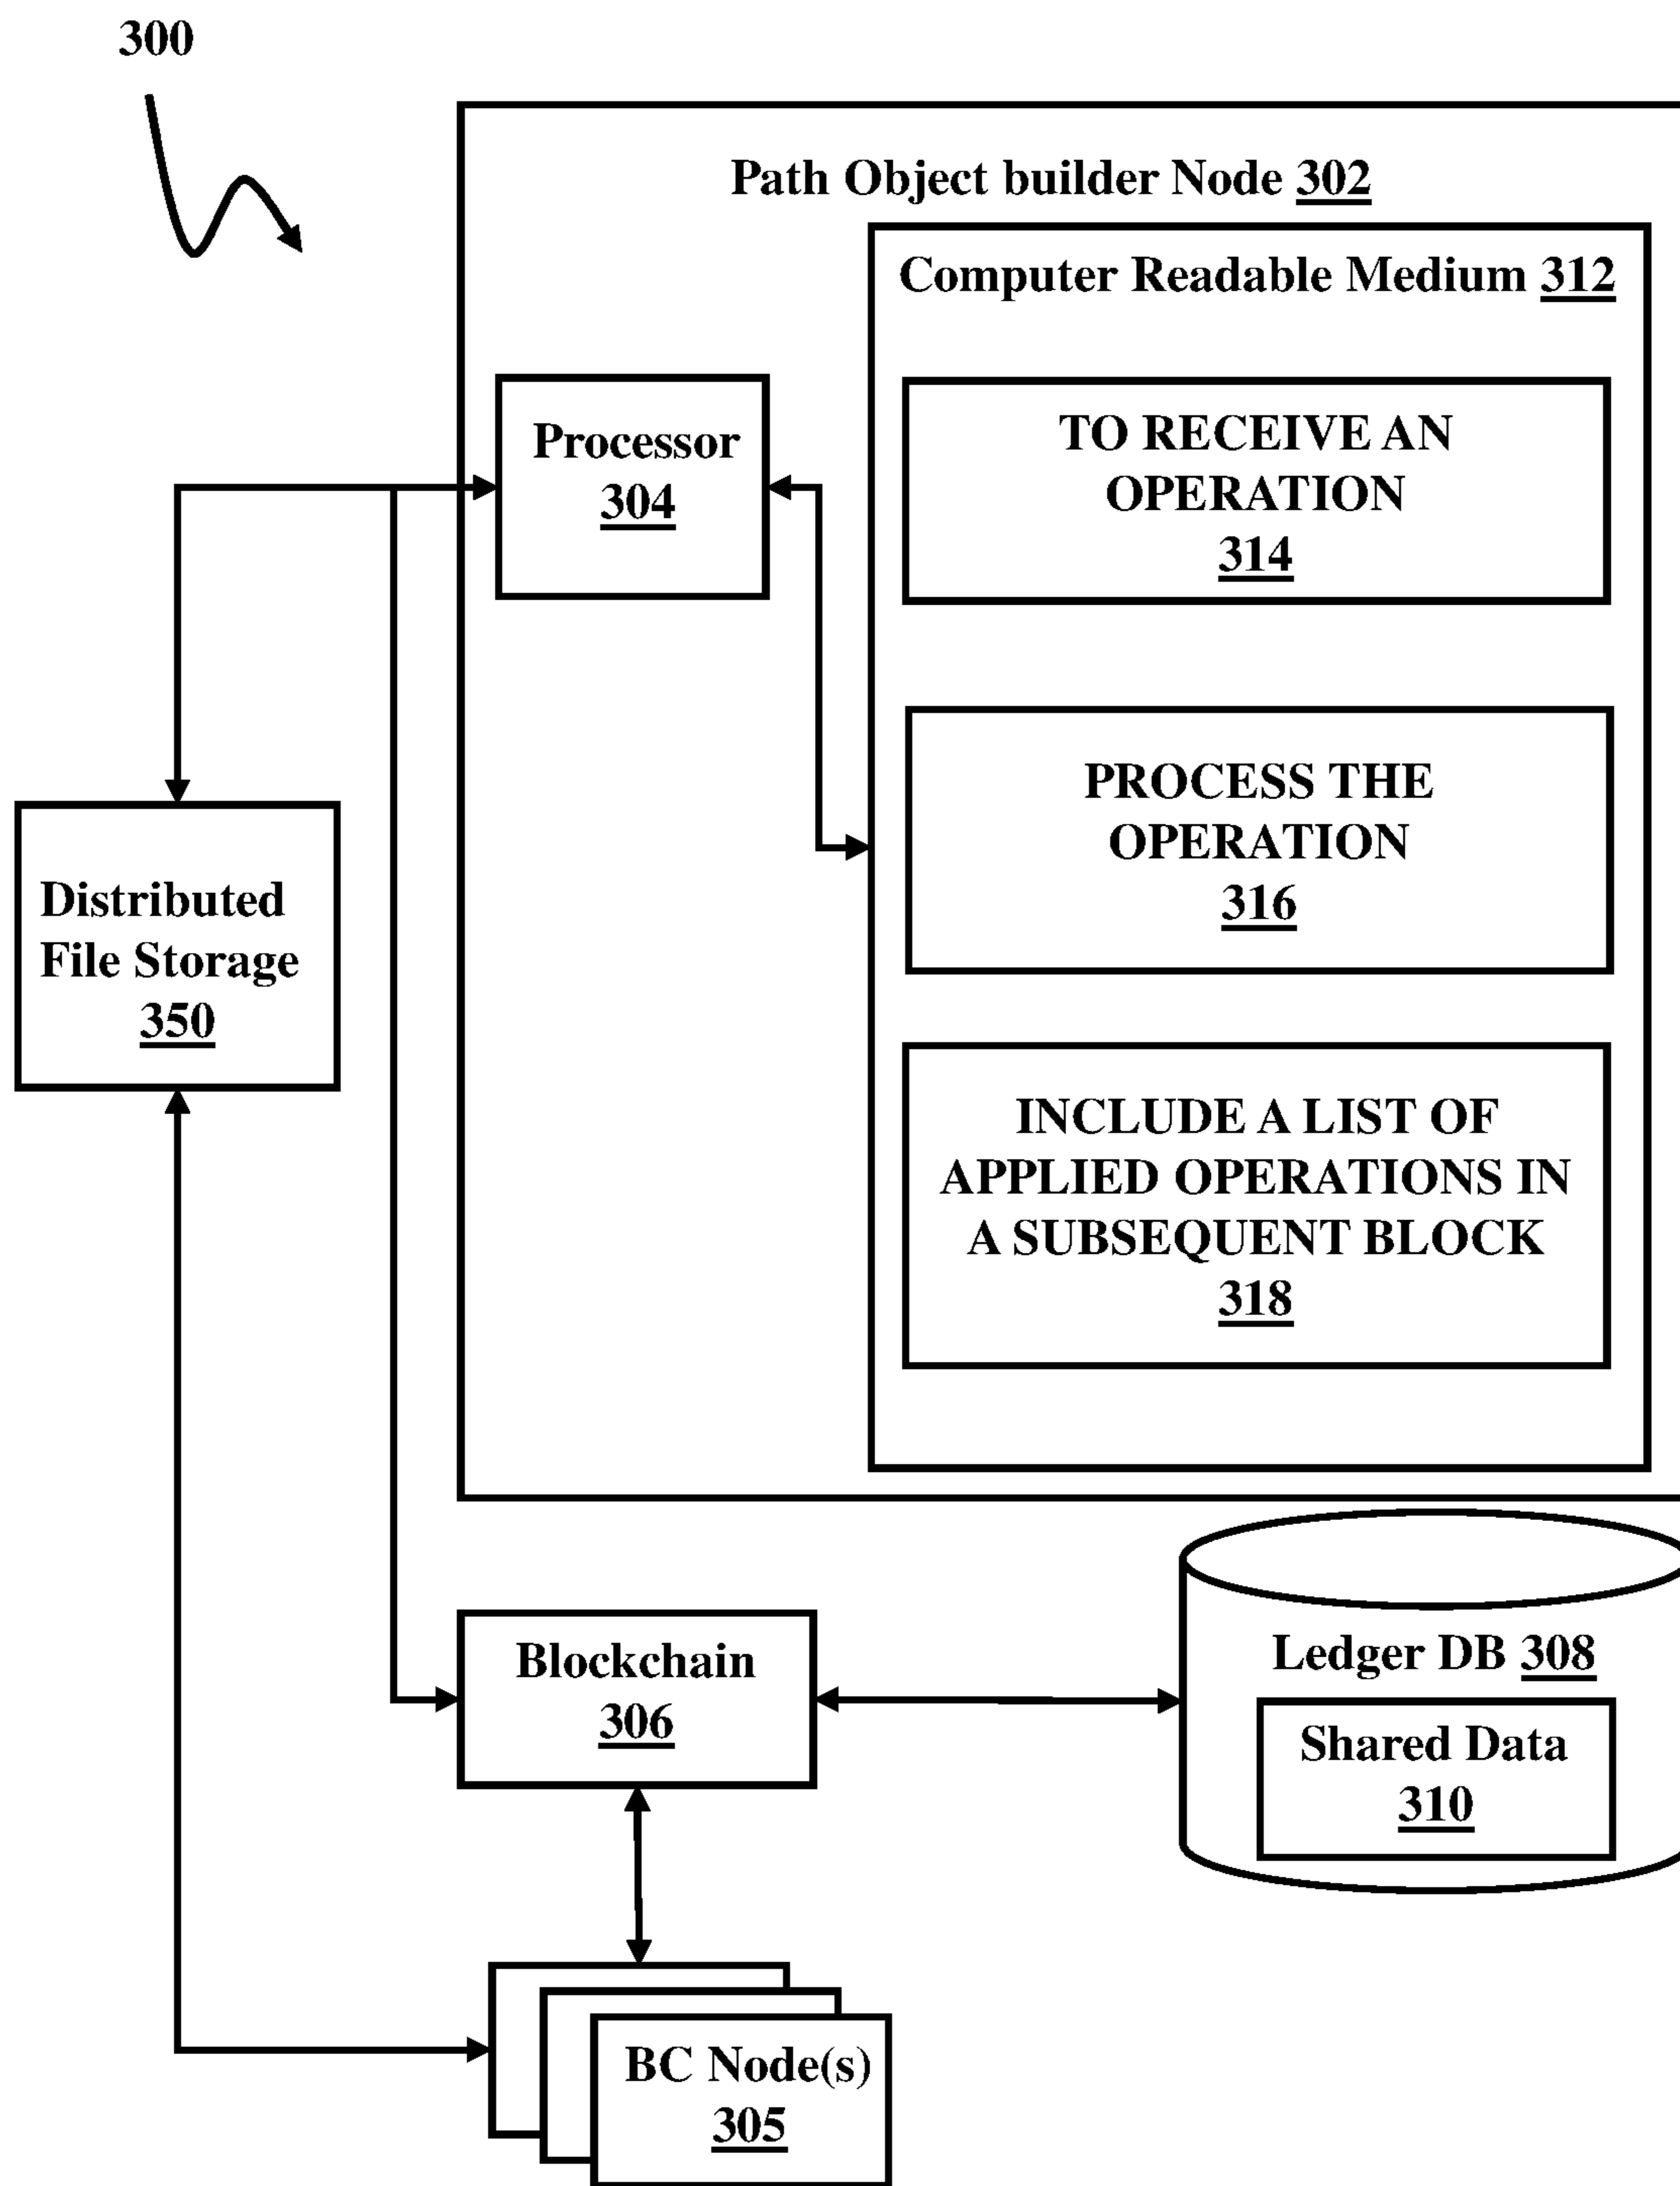 300
Path Object builder Node 302
Computer Readable Medium 312
Processor
304
TO RECEIVE AN
OPERATION
314
PROCESS THE
OPERATION
316
Distributed
File Storage
350
INCLUDE A LIST OF
APPLIED OPERATIONS IN
A SUBSEQUENT BLOCK
318
Blockchain
306
Ledger DB 308
Shared Data
310
BC Node(s)
305